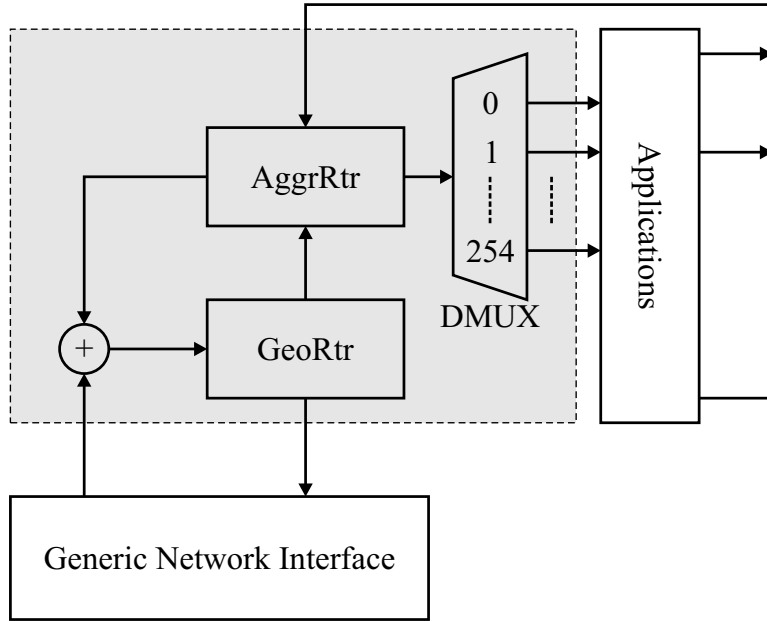 0
1
254
DMUX
AggrRtr
GeoRtr
+
Applications
Generic Network Interface